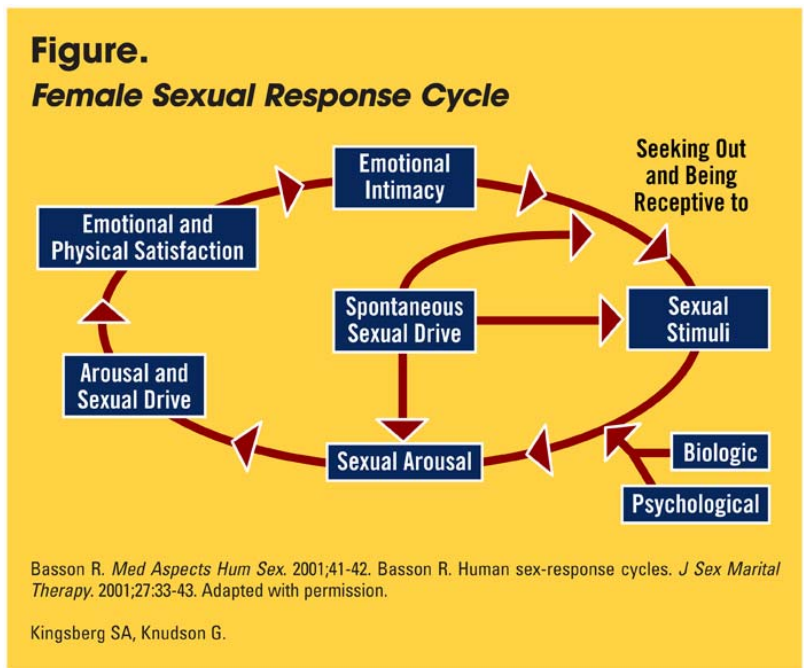 Figure.
Female Sexual Response Cycle
Emotional
Intimacy
Seeking Out
and Being
Receptive to
Emotional and
Physical Satisfaction
Spontaneous
Sexual Drive
Sexual
Stimuli
Arousal and
Sexual Drive
Sexual Arousal
Biologic
Psychological
Basson R. Med Aspects Hum Sex. 2001;41-42. Basson R. Human sex-response cycles. J Sex Marital
Therapy. 2001;27:33-43. Adapted with permission.
Kingsberg SA, Knudson G.